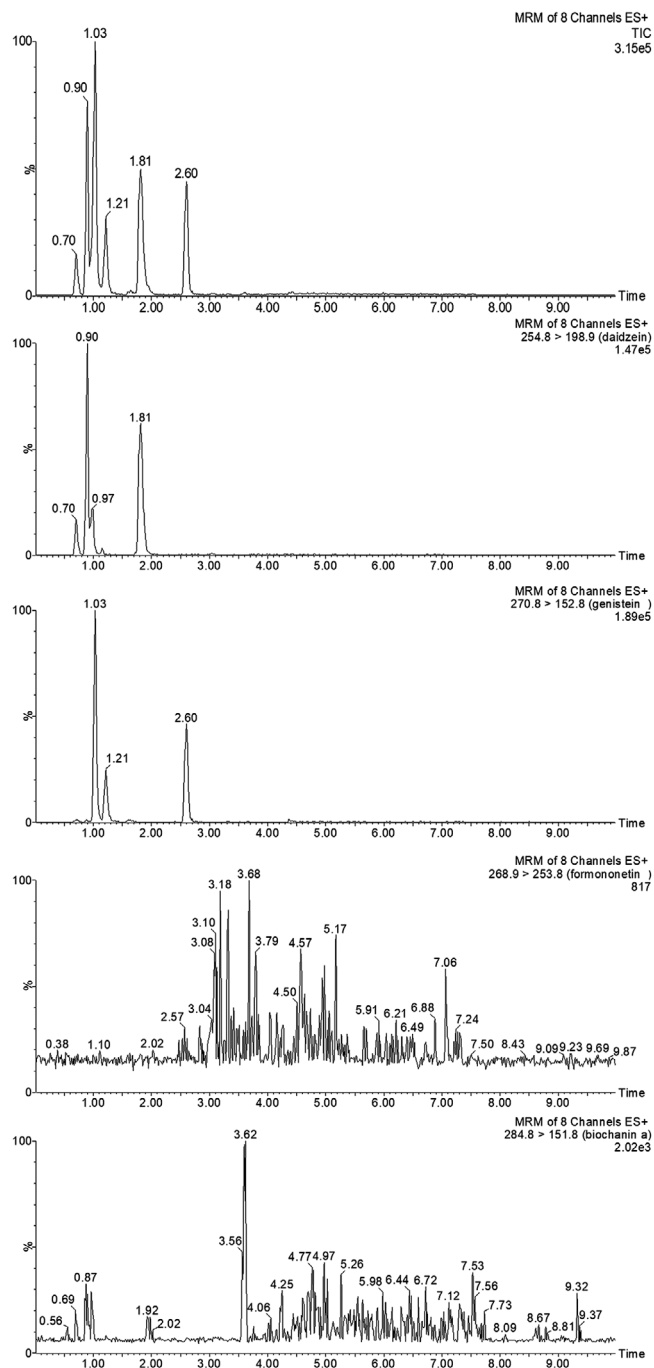 MRM of 8 Channels ES+
TIC
3.15e5
100
1.03
0.90
1.81
2.60
%
1.21
0.70
0
Time
1.00 2.00 3.00 4.00 5.00 6.00 7.00 8.00 9.00
MRM of 8 Channels ES+
254.8 > 198.9 (daidzein)
1.47e5
0.90
100
1.81
%
0.70 0.97
0
Time
1.00 2.00 3.00 4.00 5.00 6.00 7.00 8.00 9.00
MRM of 8 Channels ES+
270.8 > 152.8 (genistein )
1.89e5
1.03
100
2.60
%
1.21
0
Time
1.00 2.00 3.00 4.00 5.00 6.00 7.00 8.00 9.00
MRM of 8 Channels ES+
268.9 > 253.8 (formononetin )
817
100
3.18 3.68
3.10
3.08
3.79
4.57
5.17
%
7.06
4.50
3.04
2.57
5.91
6.21
6.49
6.88
7.24
0.38 1.10 2.02
7.50 8.43 9.09 9.23 9.69 9.87
0
Time
1.00 2.00 3.00 4.00 5.00 6.00 7.00 8.00 9.00
MRM of 8 Channels ES+
284.8 > 151.8 (biochanin a)
2.02e3
3.62
100
%
3.56
4.77 4.97
5.26
7.53
0.87
4.25
5.98 6.44 6.72
7.56
9.32
0.69
1.92
4.06
7.12
7.73
0.56
2.02
8.09
8.67
8.81
9.37
0
Time
1.00 2.00 3.00 4.00 5.00 6.00 7.00 8.00 9.00